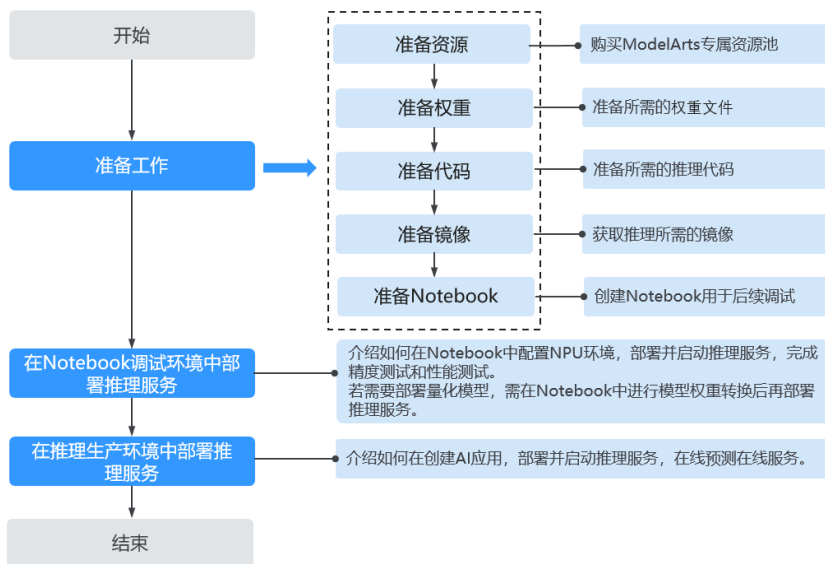 开始
准备工作
准备资源
购买ModelArts专属资源池
准备权重
准备所需的权重文件
准备代码
准备所需的推理代码
准备镜像
获取推理所需的镜像
准备Notebook
创建Notebook用于后续调试
在Notebook调试环境中部
署推理服务
介绍如何在Notebook中配置NPU环境，部署并启动推理服务，完成
精度测试和性能测试。
若需要部署量化模型，需在Notebook中进行模型权重转换后再部署
推理服务。
在推理生产环境中部署推
理服务
介绍如何在创建AI应用，部署并启动推理服务，在线预测在线服务。
结束